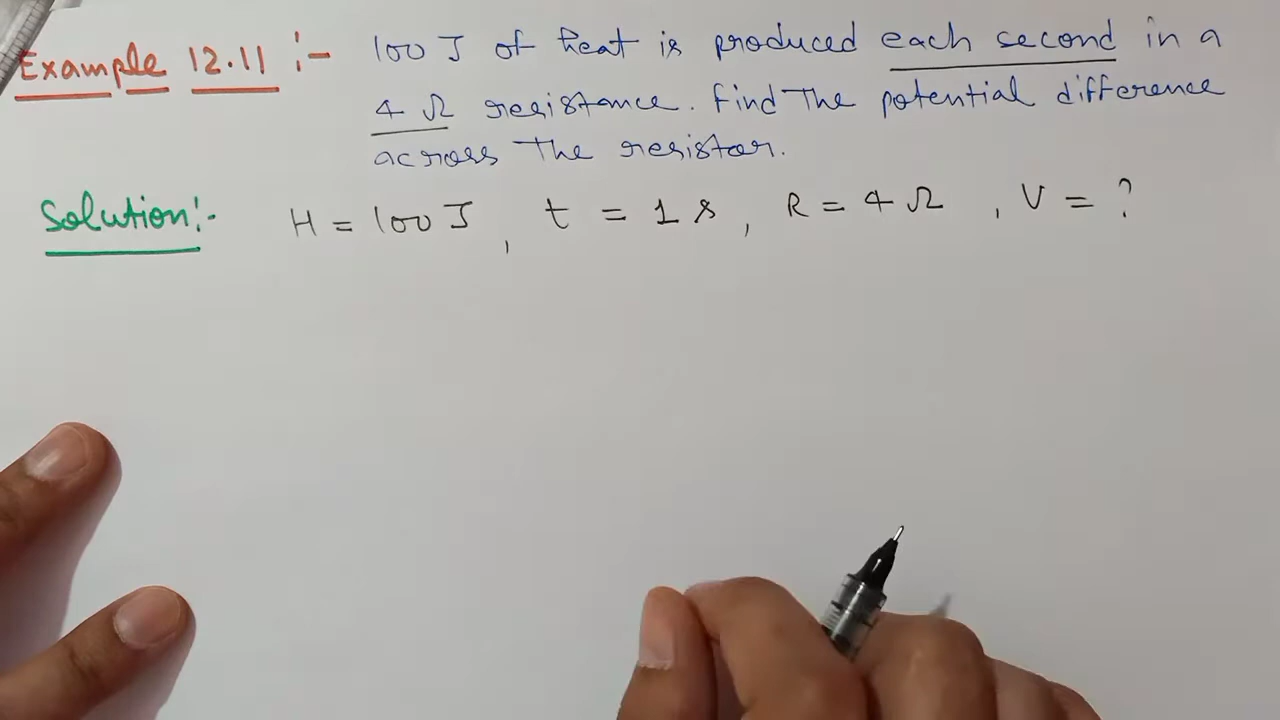 Example 12.11 :- 100 J of heat is produced each second in a
4 Ω resistance. Find The potential difference
across The resistor.
Solution:- H = 100 J , t = 1 s , R = 4 Ω , V = ?